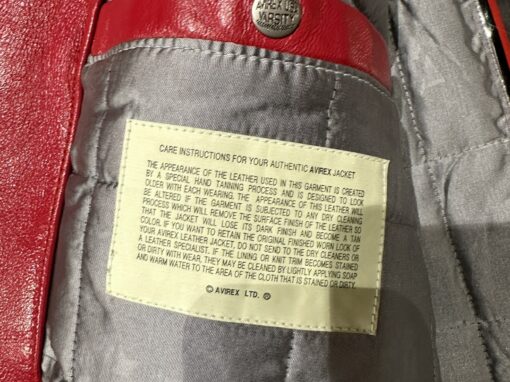 AVIREX USA
VARSITY
CARE INSTRUCTIONS FOR YOUR AUTHENTIC AVIREX JACKET
THE APPEARANCE OF THE LEATHER USED IN THIS GARMENT IS CREATED
BY A SPECIAL HAND TANNING PROCESS AND IS DESIGNED TO LOOK
OLDER WITH EACH WEARING. THE APPEARANCE OF THIS LEATHER WILL
BE ALTERED IF THE GARMENT IS SUBJECTED TO ANY DRY CLEANING
PROCESS WHICH WILL REMOVE THE SURFACE FINISH OF THE LEATHER SO
THAT THE JACKET WILL LOSE ITS DARK FINISH AND BECOME A TAN
COLOR. IF YOU WANT TO RETAIN THE ORIGINAL FINISHED WORN LOOK OF
YOUR AVIREX LEATHER JACKET, DO NOT SEND TO THE DRY CLEANERS OR
A LEATHER SPECIALIST. IF THE LINING OR KNIT TRIM BECOMES STAINED
OR DIRTY WITH WEAR, THEY MAY BE CLEANED BY LIGHTLY APPLYING SOAP
AND WARM WATER TO THE AREA OF THE CLOTH THAT IS STAINED OR DIRTY.
© AVIREX LTD. ®